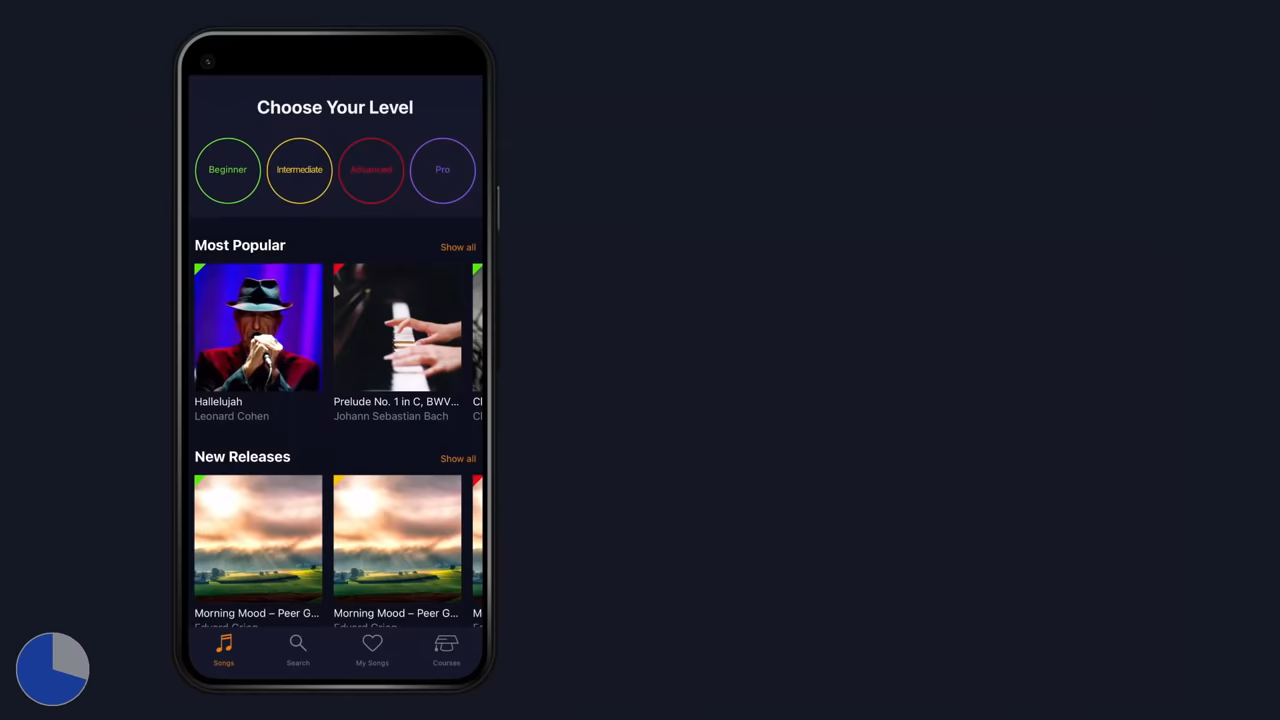 Choose Your Level
Beginner Intermediate Advanced Pro
Most Popular Show all
Hallelujah Prelude No. 1 in C, BWV...
Leonard Cohen Johann Sebastian Bach
New Releases Show all
Morning Mood – Peer G... Morning Mood – Peer G...
Songs Search My Songs Courses